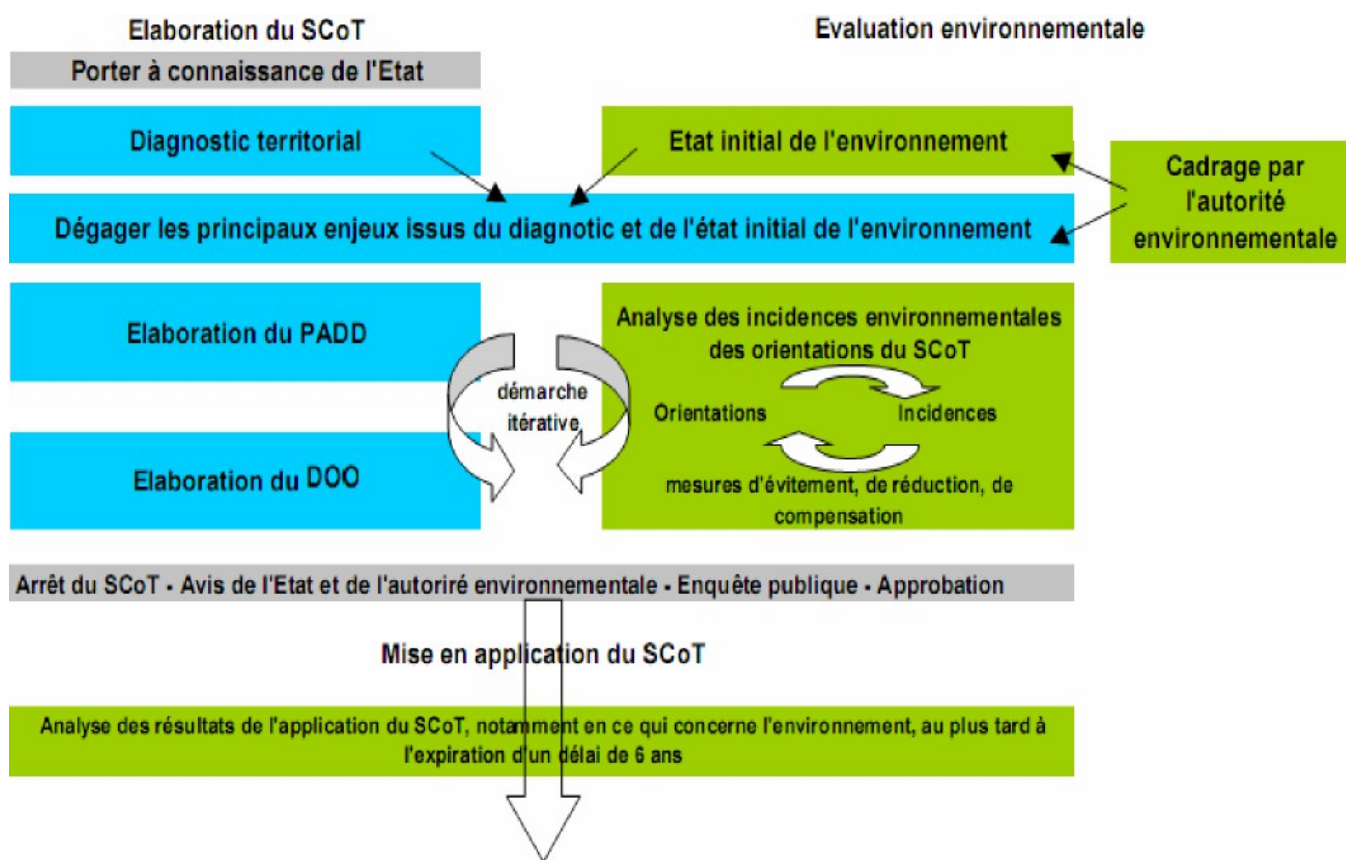 Elaboration du SCoT
Evaluation environnementale
Porter à connaissance de l'Etat
Diagnostic territorial
Etat initial de l'environnement
Cadrage par
l'autorité
environnementale
Dégager les principaux enjeux issus du diagnotic et de l'état initial de l'environnement
Elaboration du PADD
Analyse des incidences environnementales
des orientations du SCoT
démarche
itérative
Orientations
Incidences
Elaboration du DOO
mesures d'évitement, de réduction, de
compensation
Arrêt du SCoT - Avis de l'Etat et de l'autoriré environnementale - Enquête publique - Approbation
Mise en application du SCoT
Analyse des résultats de l'application du SCoT, notamment en ce qui concerne l'environnement, au plus tard à
l'expiration d'un délai de 6 ans